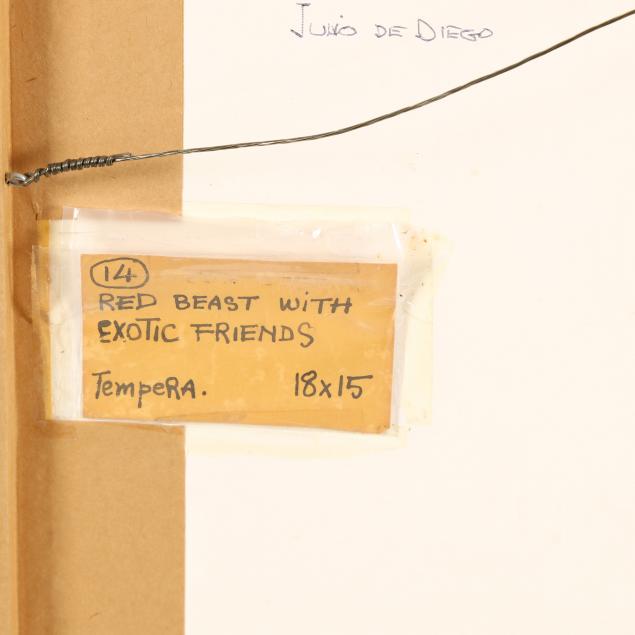 Julio De Diego
14
RED BEAST WITH
EXOTIC FRIENDS
TempeRA. 18x15